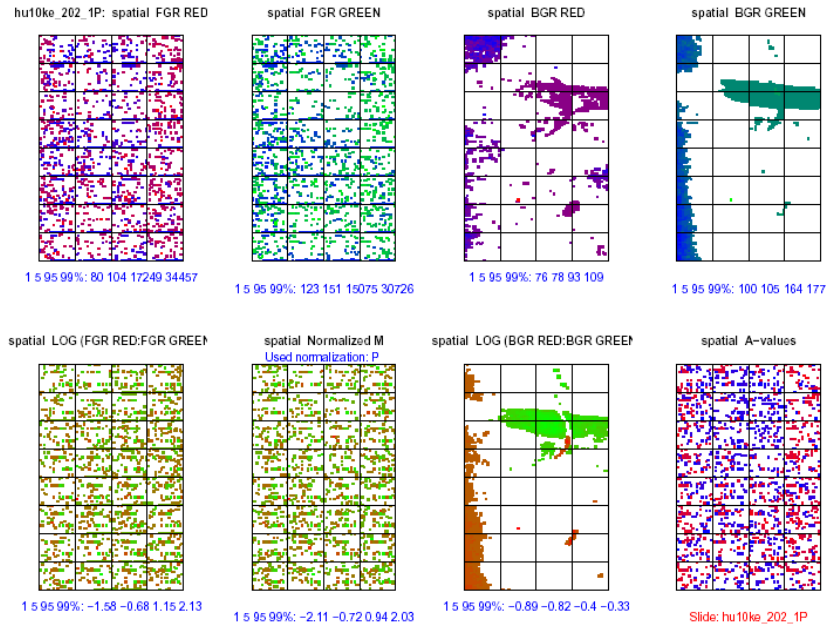 hu10ke_202_1P: spatial FGR RED
spatial FGR GREEN
spatial BGR RED
spatial BGR GREEN
1 5 95 99%: 80 104 17249 34457
1 5 95 99%: 123 151 15075 30726
1 5 95 99%: 76 78 93 109
1 5 95 99%: 100 105 164 177
spatial LOG (FGR RED:FGR GREEN
spatial Normalized M
Used normalization: P
spatial LOG (BGR RED:BGR GREEN
spatial A-values
1 5 95 99%: −1.58 −0.68 1.15 2.13
1 5 95 99%: −2.11 −0.72 0.94 2.03
1 5 95 99%: −0.89 −0.82 −0.4 −0.33
Slide: hu10ke_202_1P